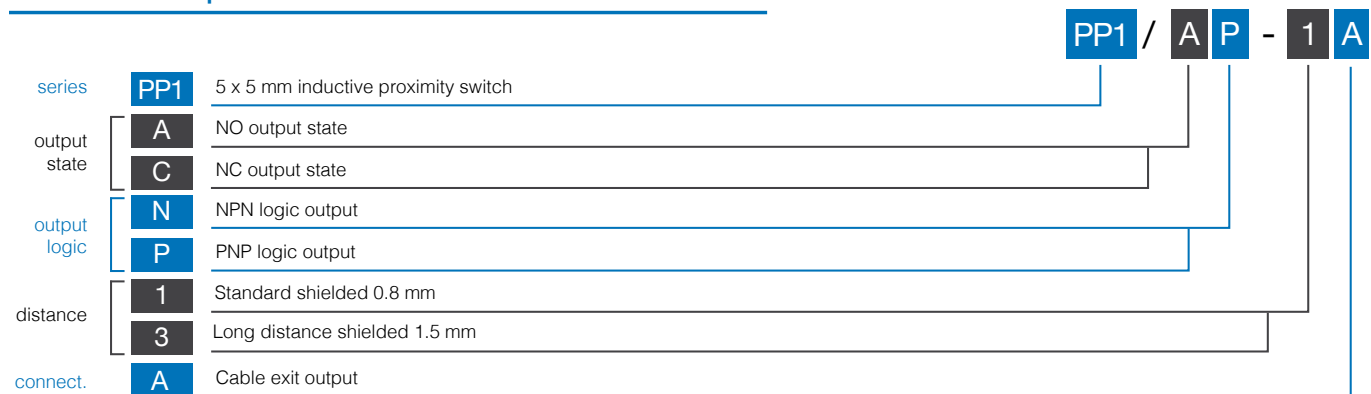 PP1 / A P - 1 A
series PP1 5 x 5 mm inductive proximity switch
output state
A NO output state
C NC output state
output logic
N NPN logic output
P PNP logic output
distance
1 Standard shielded 0.8 mm
3 Long distance shielded 1.5 mm
connect. A Cable exit output